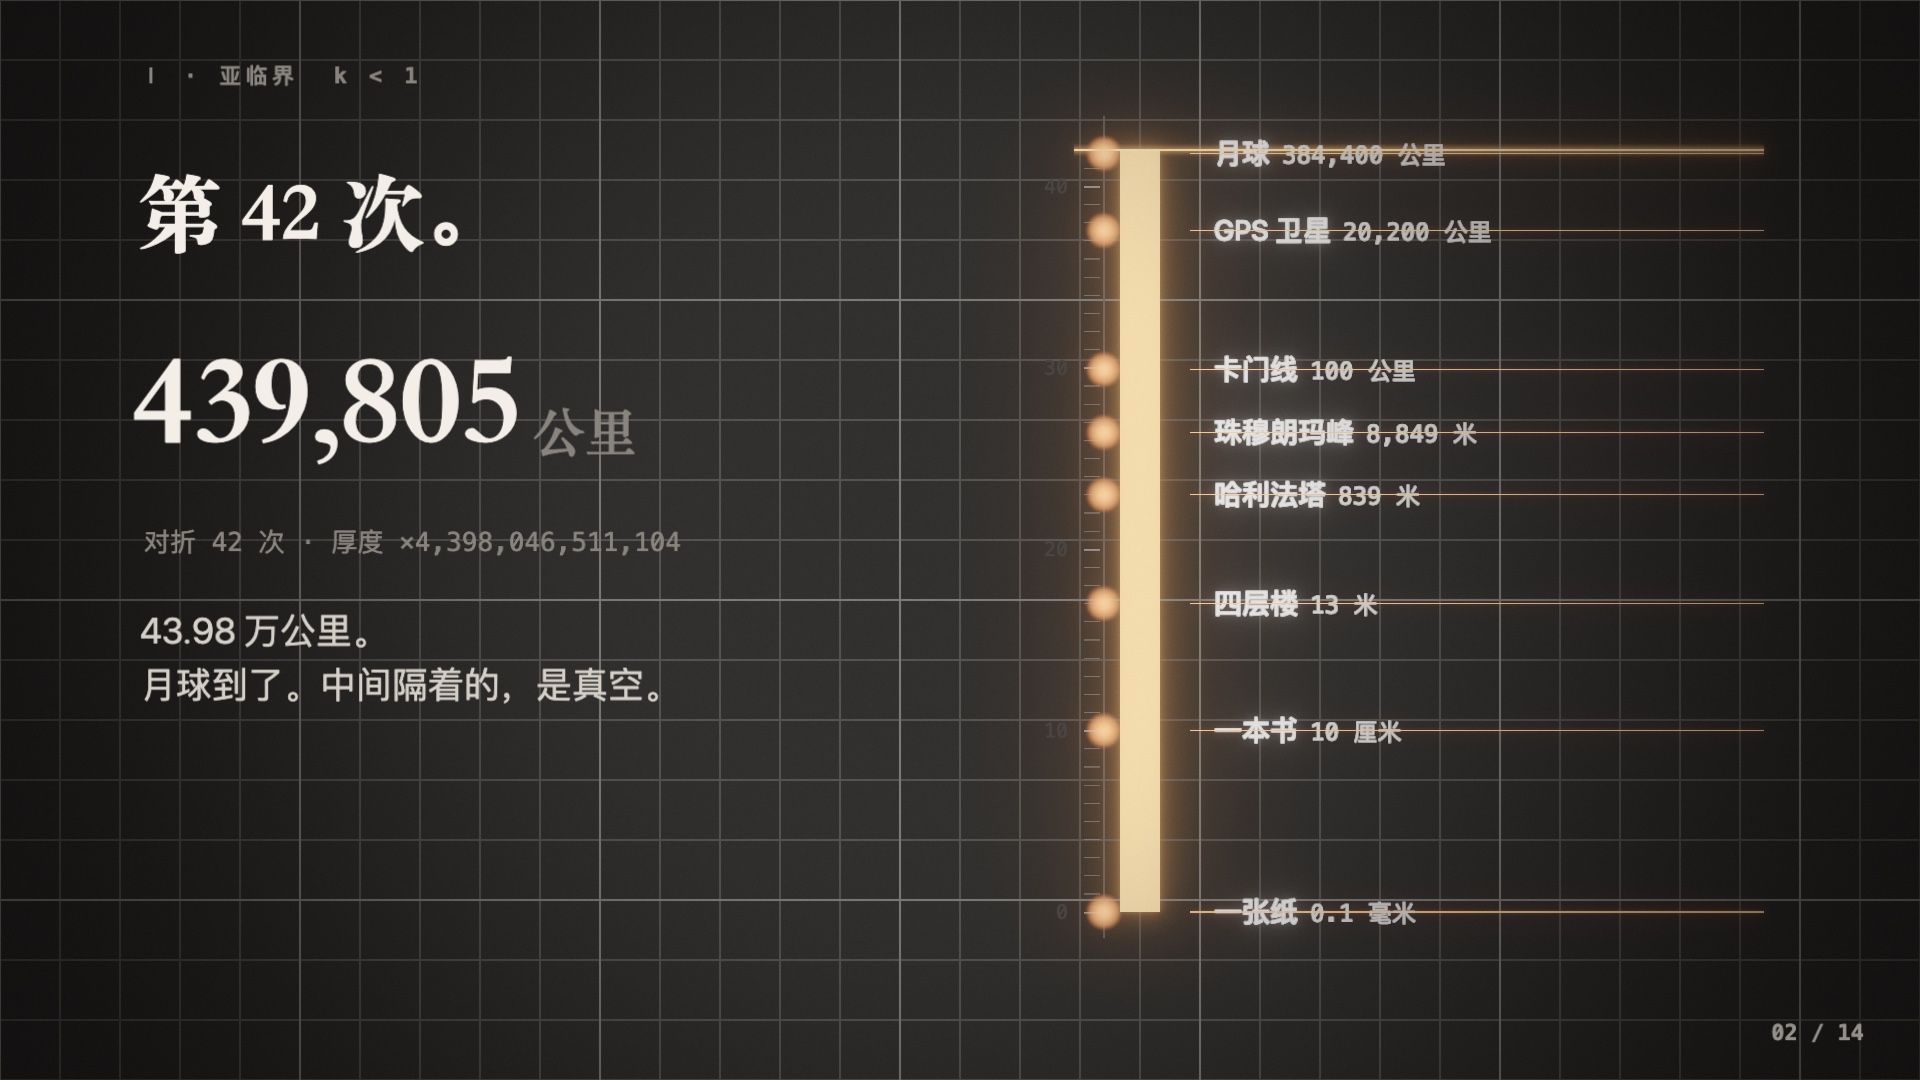 I · 亚临界 k < 1
第 42 次。
439,805 公里
对折 42 次 · 厚度 ×4,398,046,511,104
43.98 万公里。
月球到了。中间隔着的，是真空。
月球 384,400 公里
40
GPS 卫星 20,200 公里
卡门线 100 公里
30
珠穆朗玛峰 8,849 米
哈利法塔 839 米
20
四层楼 13 米
一本书 10 厘米
10
一张纸 0.1 毫米
0
02 / 14